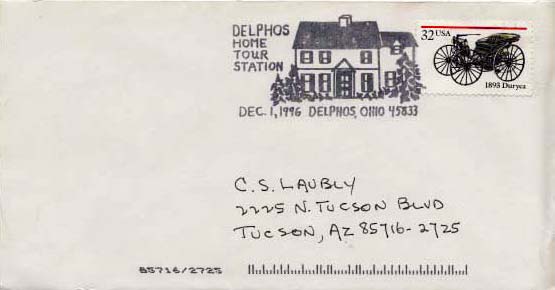 DELPHOS
HOME
TOUR
STATION
DEC. 1, 1996 DELPHOS, OHIO 45833
32 USA
1893 Duryea
C.S. LAUBLY
2225 N. TUCSON BLVD
TUCSON, AZ 85716-2725
85716/2725